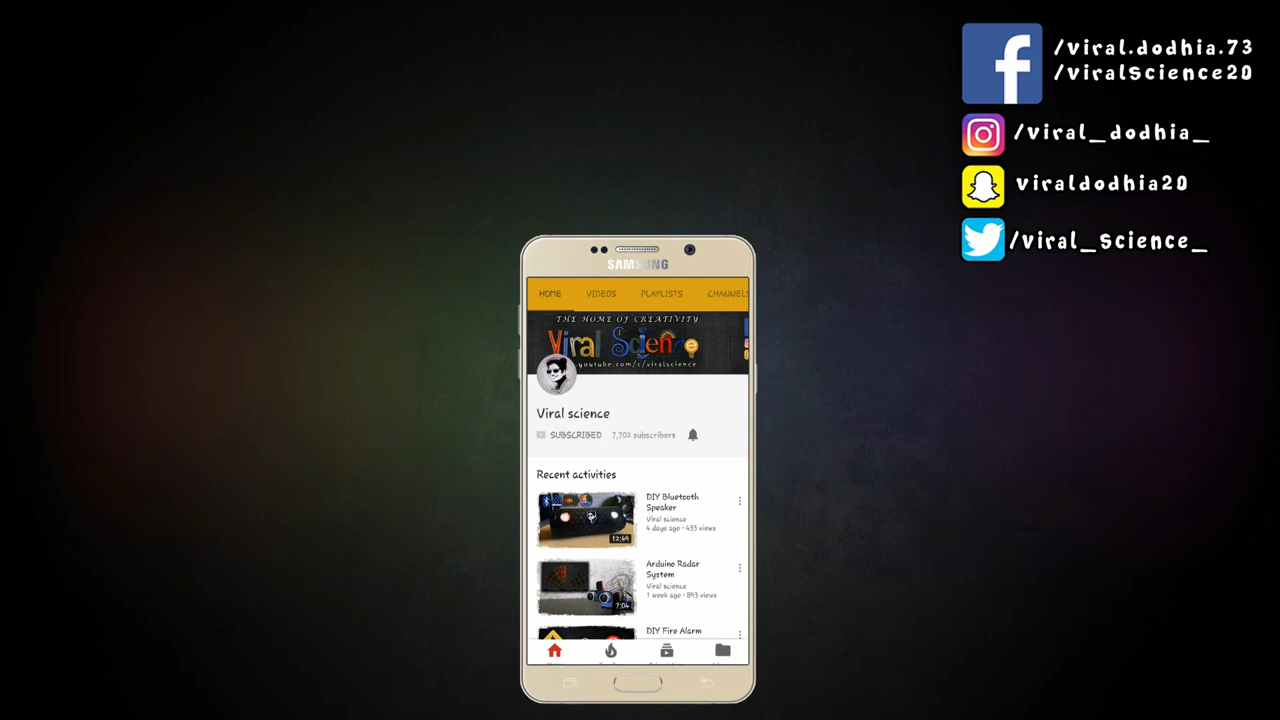 /viral.dodhia.73
/viralscience20
/viral_dodhia_
viraldodhia20
/viral_science_
SAMSUNG
HOME VIDEOS PLAYLISTS CHANNELS
THE HOME OF CREATIVITY
Viral Science
youtube.com/c/viralscience
Viral science
SUBSCRIBED 7,702 subscribers
Recent activities
DIY Bluetooth
Speaker
Viral science
4 days ago • 433 views
12:49
Arduino Radar
System
Viral science
1 week ago • 893 views
7:04
DIY Fire Alarm